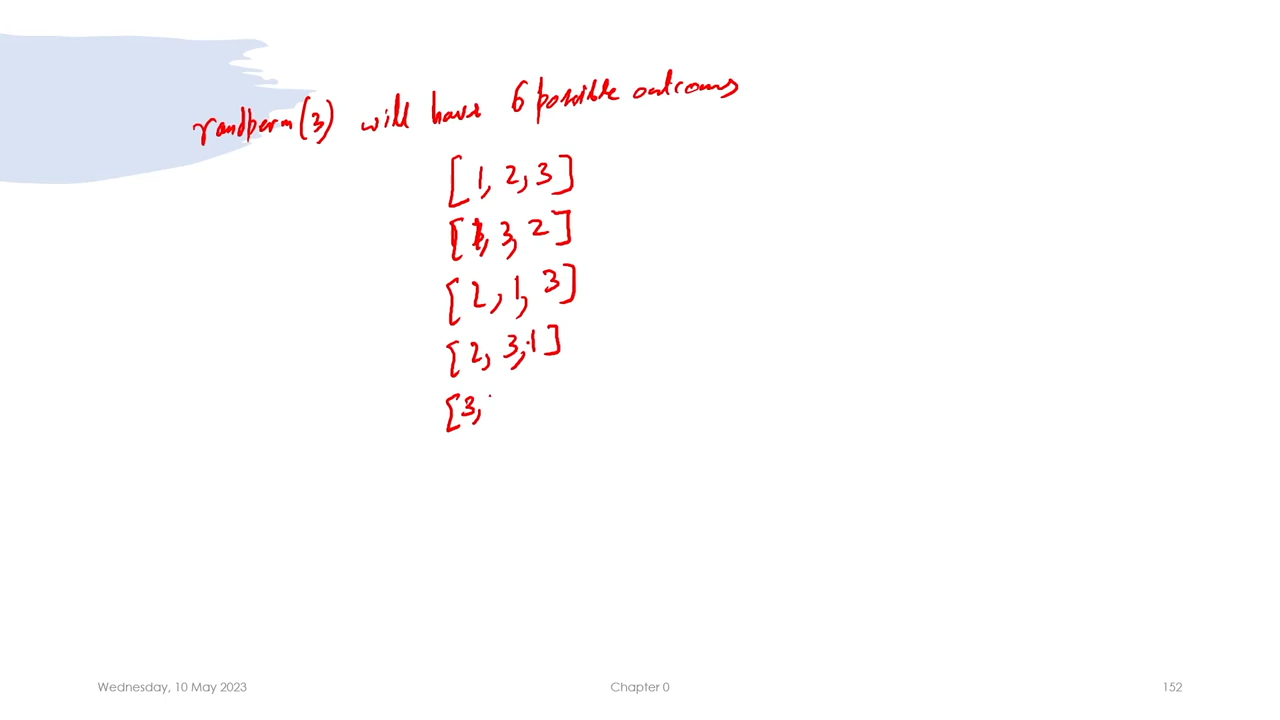 randperm(3) will have 6 possible outcomes
[1, 2, 3]
[1, 3, 2]
[2, 1, 3]
[2, 3, 1]
[3,
Wednesday, 10 May 2023
Chapter 0
152